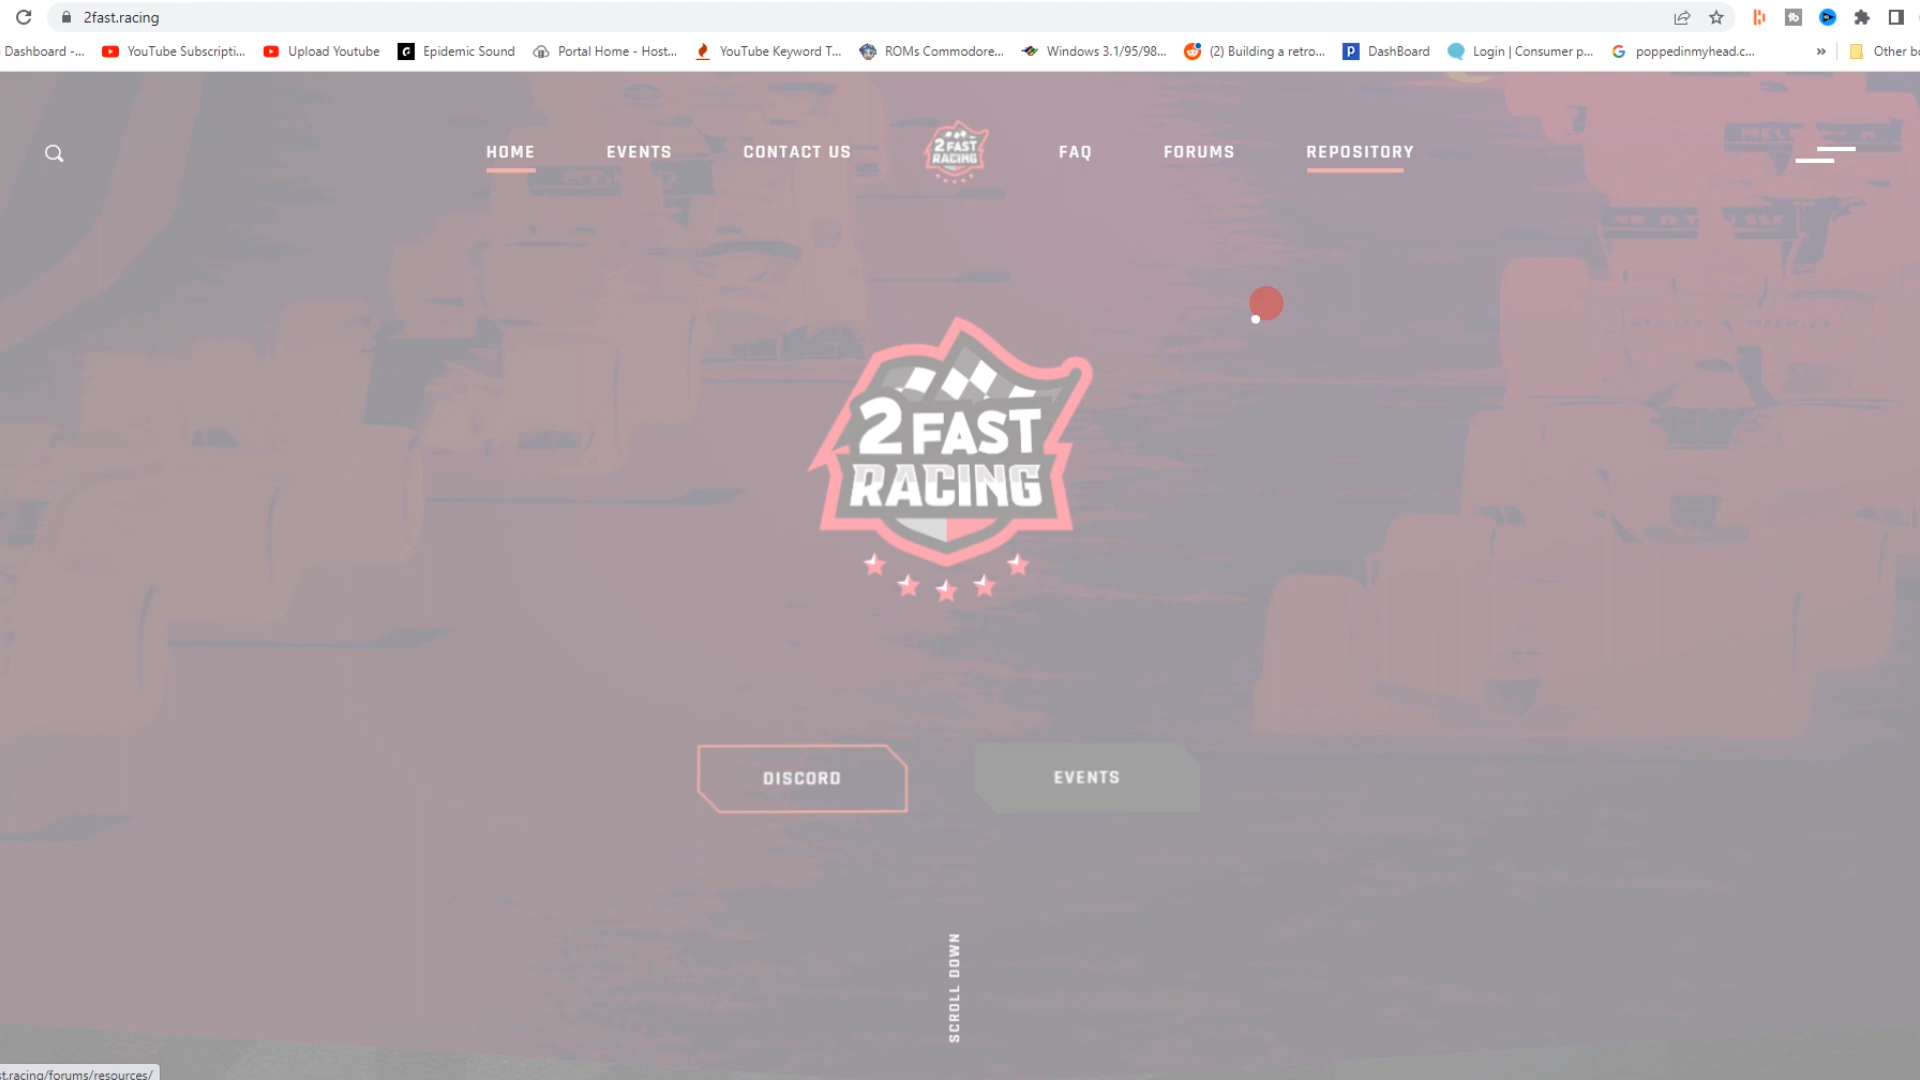 2fast.racing
Dashboard -... YouTube Subscripti... Upload Youtube Epidemic Sound Portal Home - Host... YouTube Keyword T... ROMs Commodore... Windows 3.1/95/98... (2) Building a retro... DashBoard Login | Consumer p... poppedinmyhead.c... » Other bo
HOME EVENTS CONTACT US 2 FAST RACING FAQ FORUMS REPOSITORY
2 FAST
RACING
DISCORD EVENTS
SCROLL DOWN
st.racing/forums/resources/